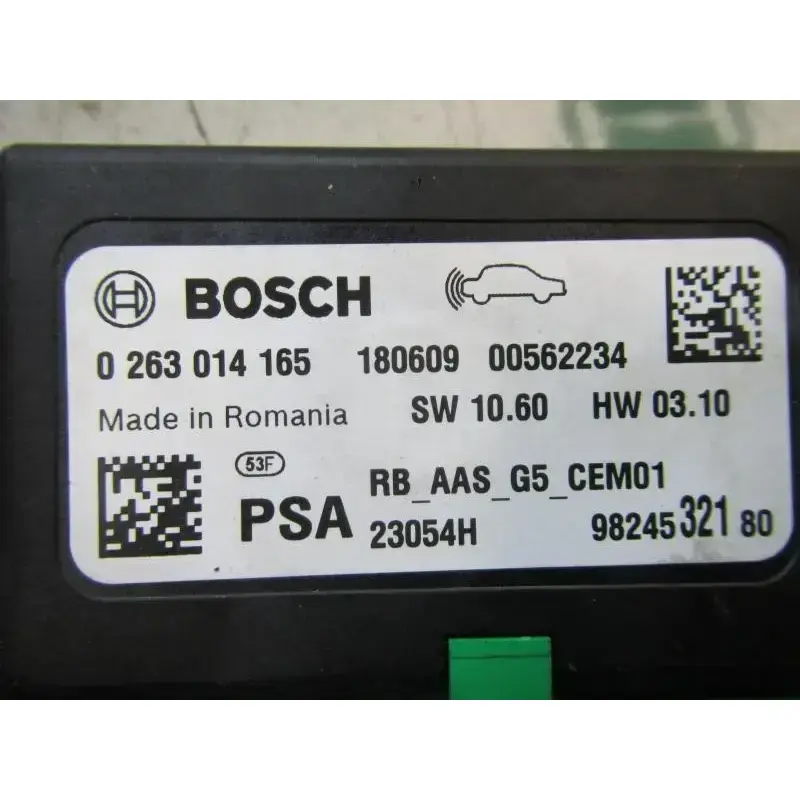 BOSCH
0 263 014 165 180609 00562234
Made in Romania SW 10.60 HW 03.10
53F
RB_AAS_G5_CEM01
PSA 23054H 98245 321 80